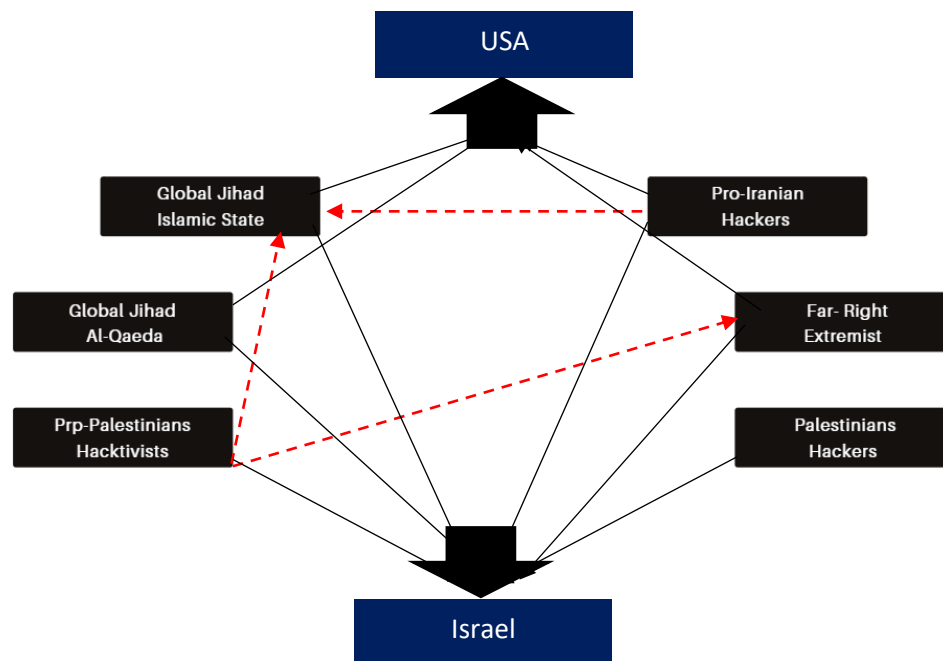 USA
Global Jihad
Islamic State
Pro-Iranian
Hackers
Global Jihad
Al-Qaeda
Far- Right
Extremist
Prp-Palestinians
Hacktivists
Palestinians
Hackers
Israel